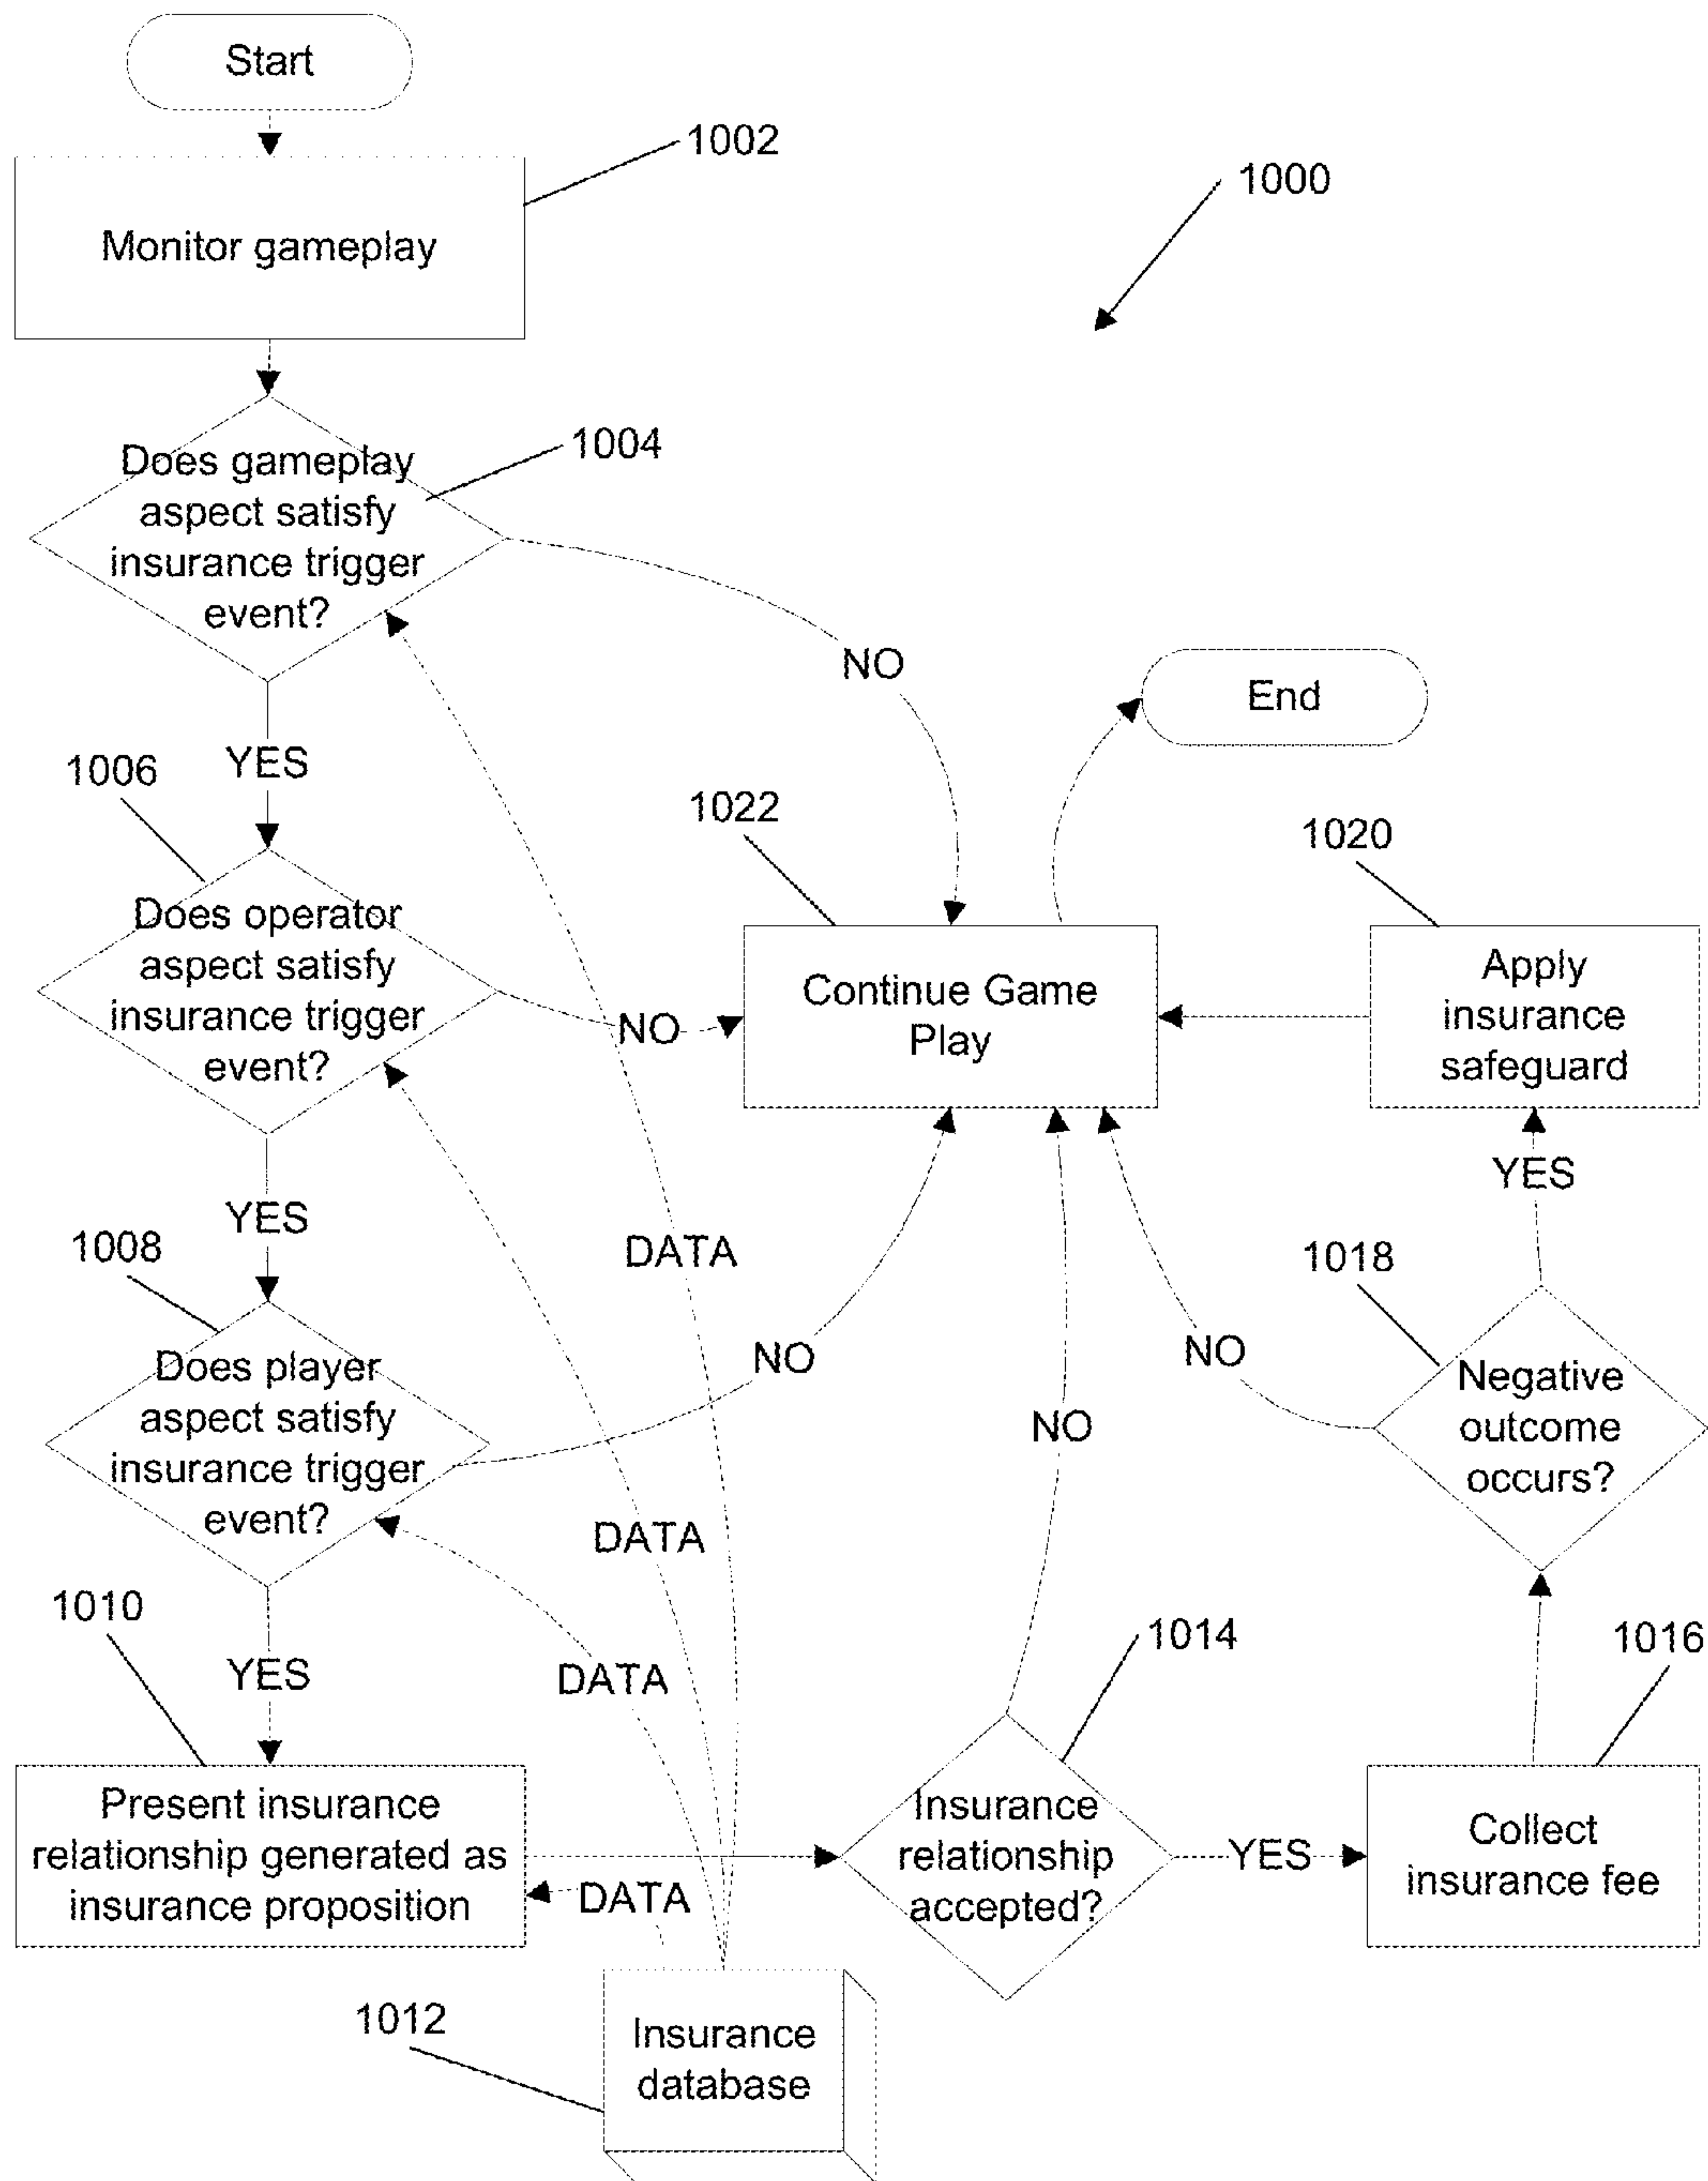 Start
1002
1000
Monitor gameplay
1004
Does gameplay
aspect satisfy
insurance trigger
event?
NO
End
YES
1006
1022
1020
Does operator
aspect satisfy
insurance trigger
event?
NO
Continue Game
Play
Apply
insurance
safeguard
YES
YES
1008
DATA
1018
Does player
aspect satisfy
insurance trigger
event?
NO
NO
NO
Negative
outcome
occurs?
DATA
1010
YES
DATA
1014
1016
Present insurance
relationship generated as
insurance proposition
DATA
Insurance
relationship
accepted?
YES
Collect
insurance fee
1012
Insurance
database